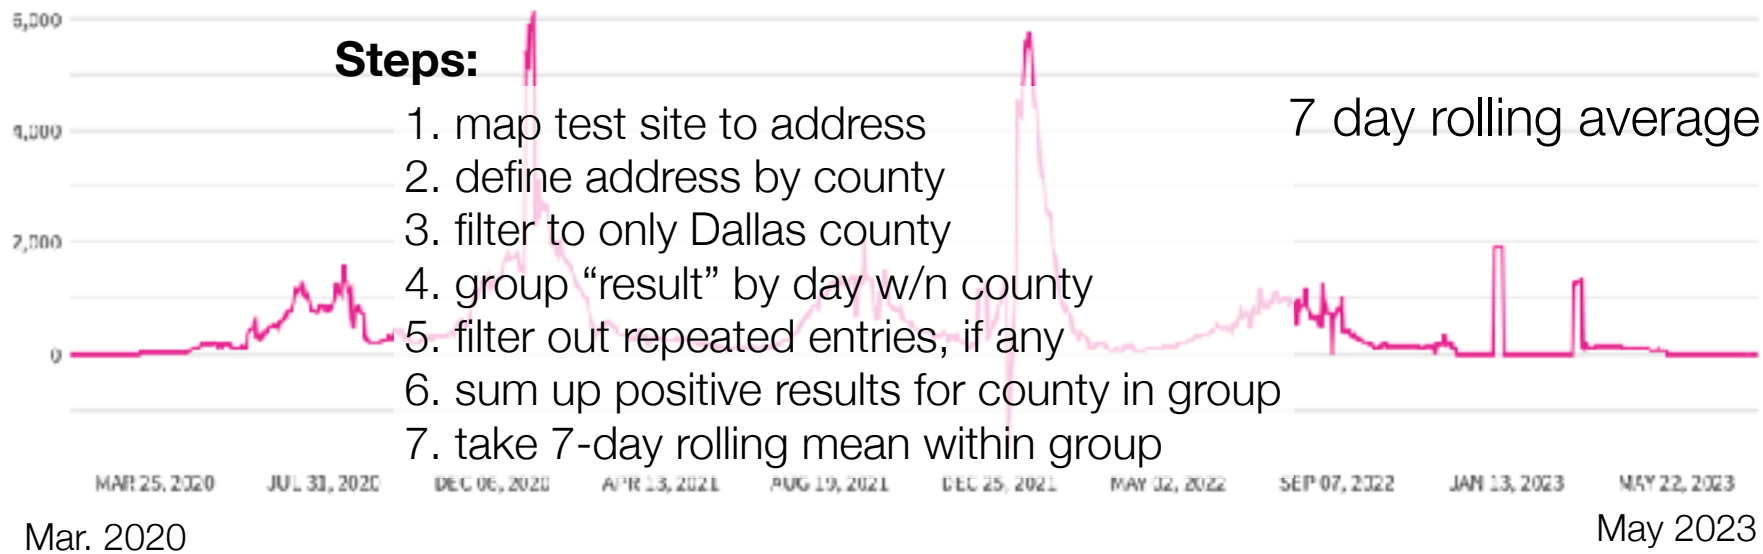 6,000
Steps:
7 day rolling average
1. map test site to address
4,000
2. define address by county
3. filter to only Dallas county
2,000
4. group “result” by day w/n county
5. filter out repeated entries, if any
0
6. sum up positive results for county in group
7. take 7-day rolling mean within group
MAR 25, 2020 JUL 31, 2020 DEC 06, 2020 APR 13, 2021 AUG 19, 2021 DEC 25, 2021 MAY 02, 2022 SEP 07, 2022 JAN 13, 2023 MAY 22, 2023
Mar. 2020 May 2023